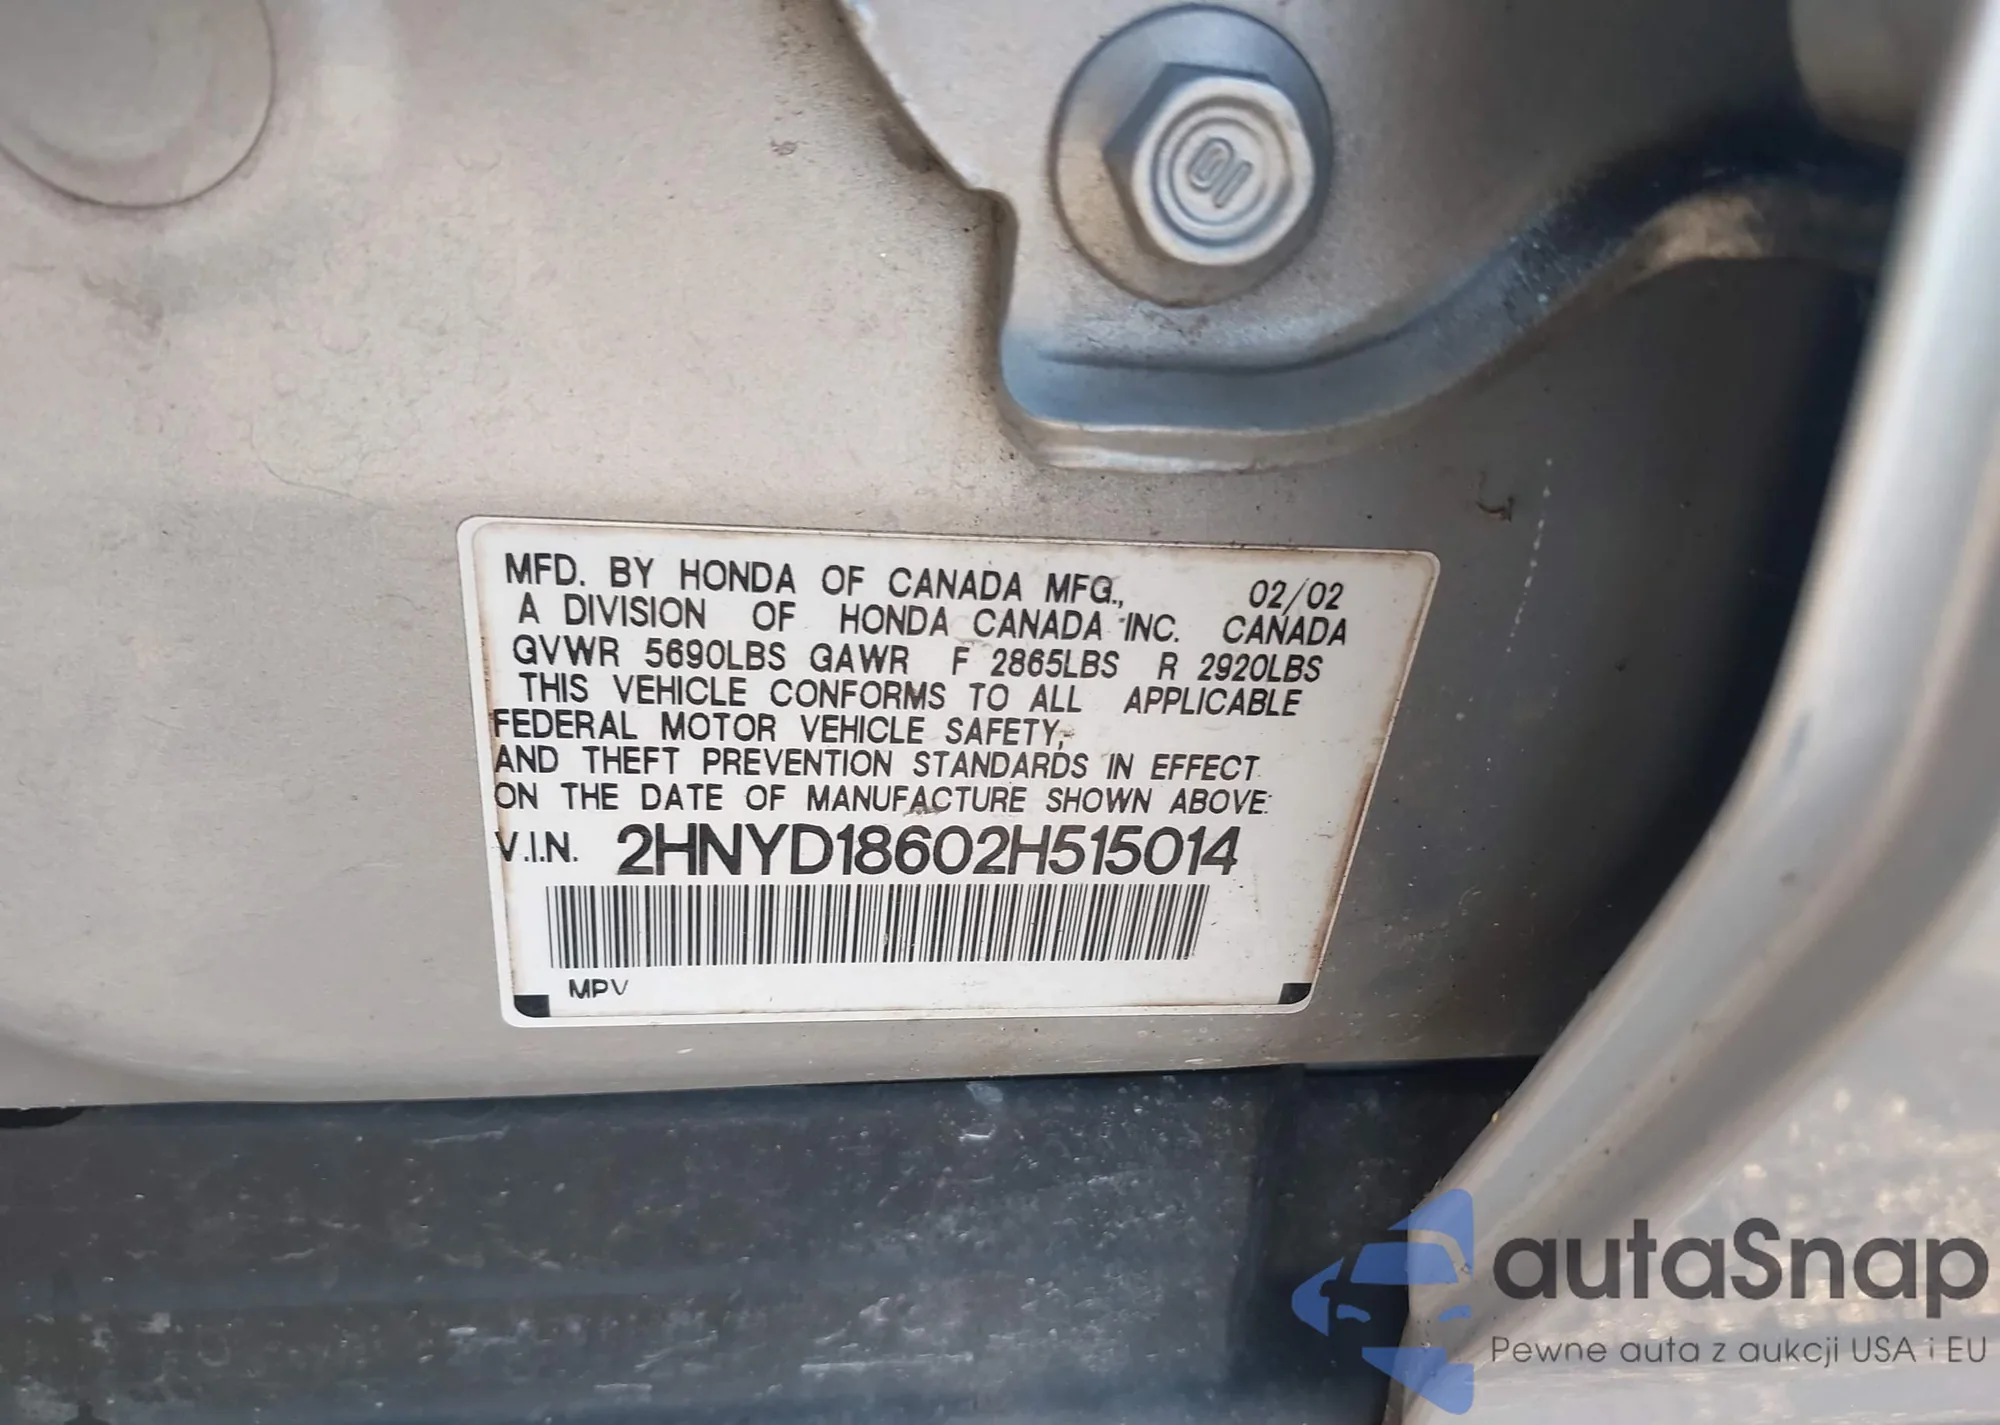 10
MFD. BY HONDA OF CANADA MFG., 02/02
A DIVISION OF HONDA CANADA INC. CANADA
GVWR 5690LBS GAWR F 2865LBS R 2920LBS
THIS VEHICLE CONFORMS TO ALL APPLICABLE
FEDERAL MOTOR VEHICLE SAFETY,
AND THEFT PREVENTION STANDARDS IN EFFECT
ON THE DATE OF MANUFACTURE SHOWN ABOVE:
V.I.N. 2HNYD18602H515014
MPV
autaSnap
Pewne auta z aukcji USA i EU